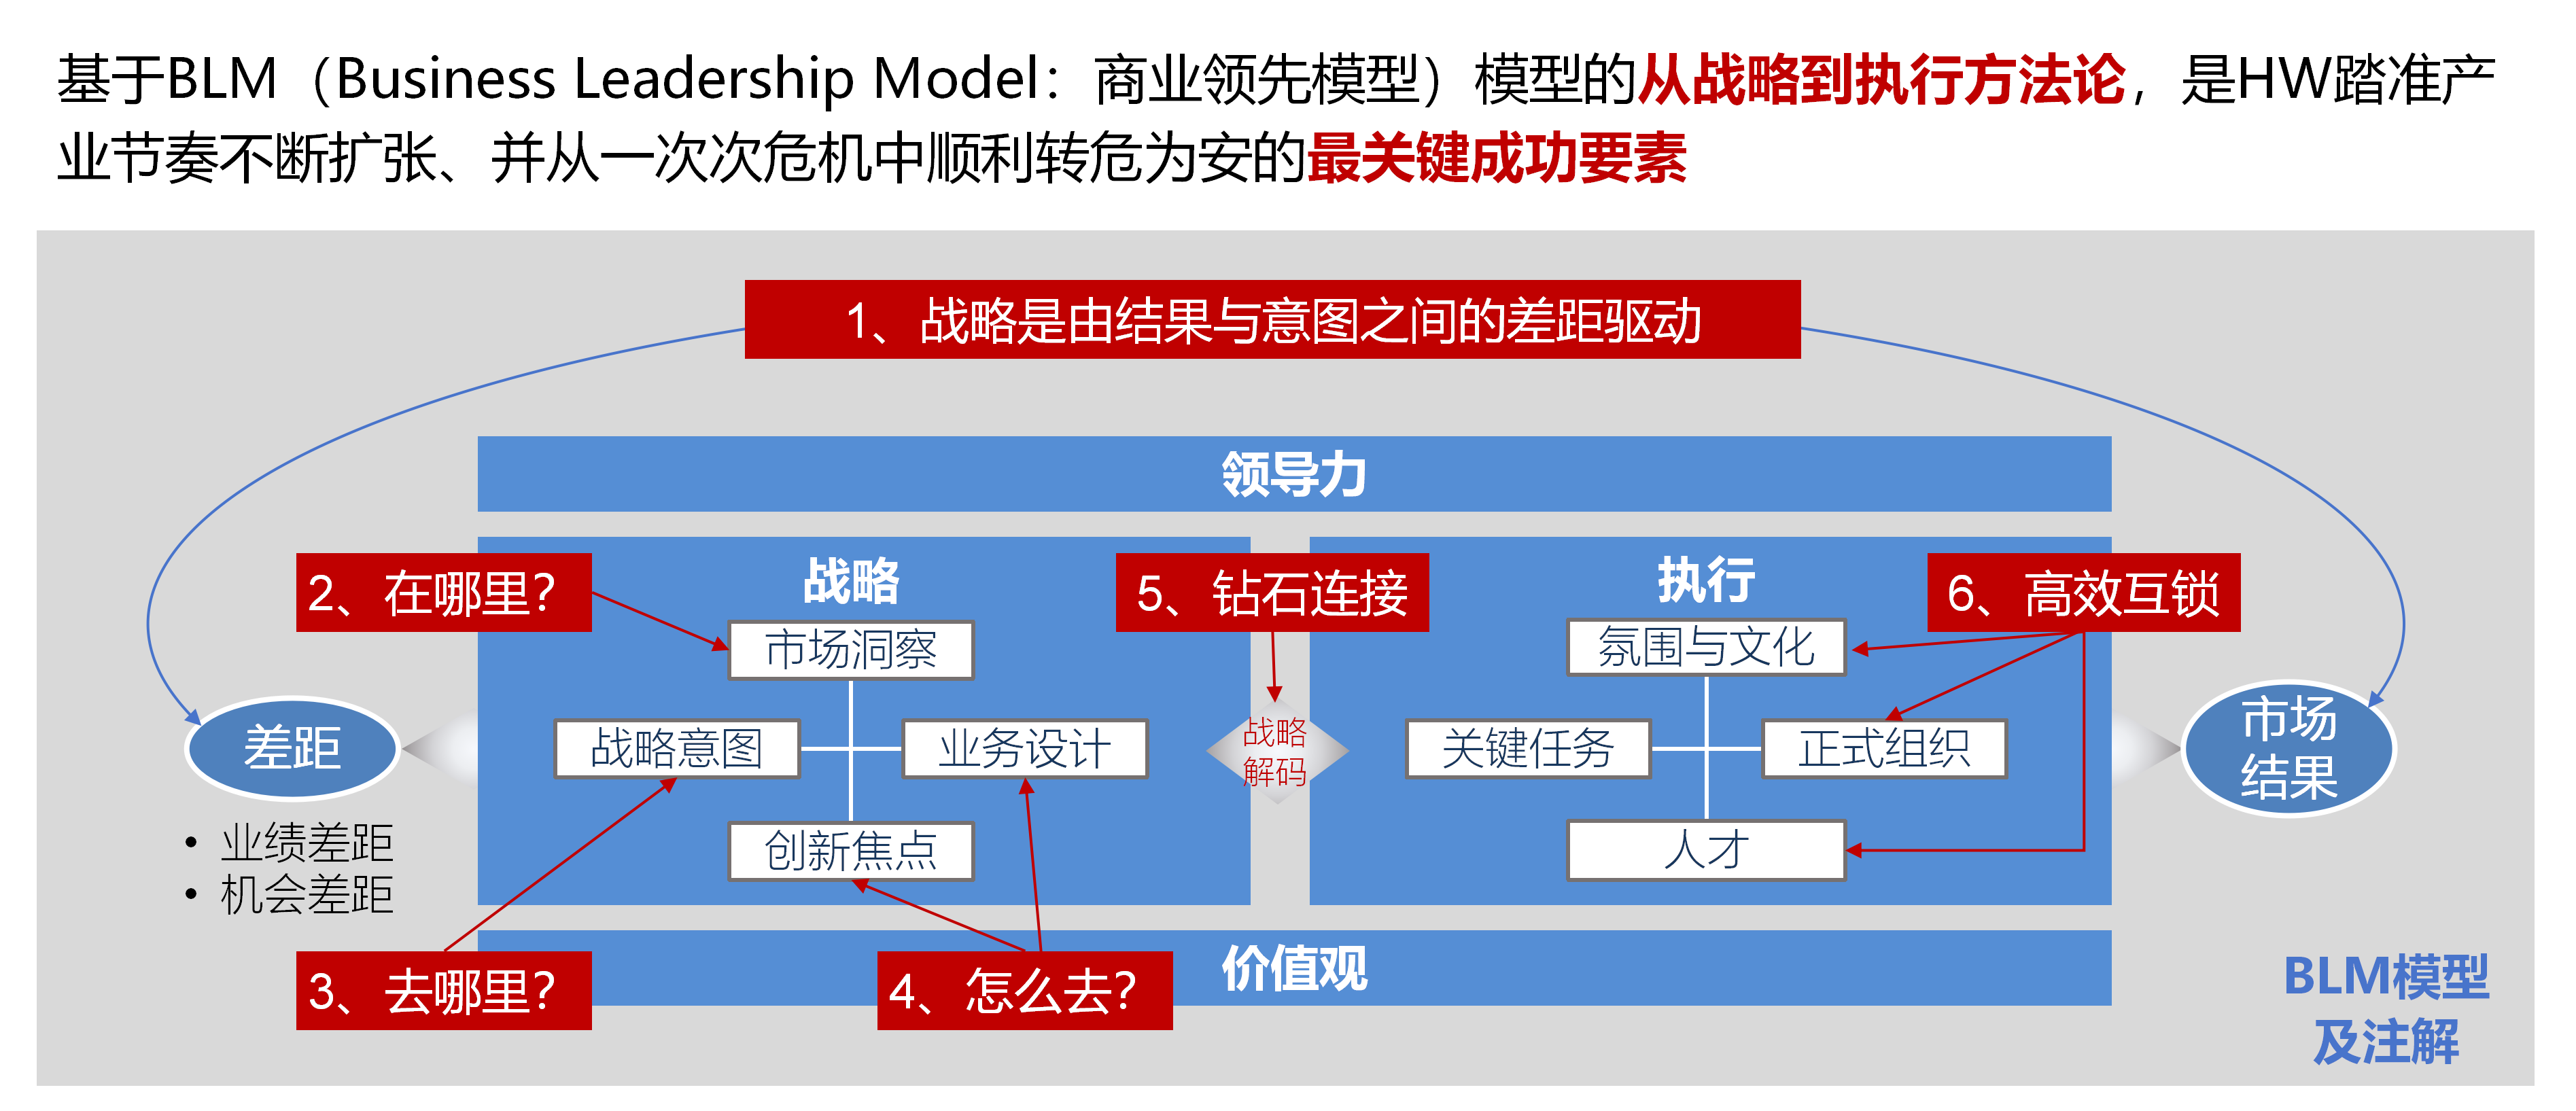 基于BLM（Business Leadership Model：商业领先模型）模型的从战略到执行方法论，是HW踏准产
业节奏不断扩张、并从一次次危机中顺利转危为安的最关键成功要素
1、战略是由结果与意图之间的差距驱动
领导力
2、在哪里？
战略
5、钻石连接
执行
6、高效互锁
市场洞察
氛围与文化
差距
战略意图
业务设计
战略
解码
关键任务
正式组织
市场
结果
• 业绩差距
• 机会差距
创新焦点
人才
价值观
3、去哪里？
4、怎么去？
BLM模型
及注解